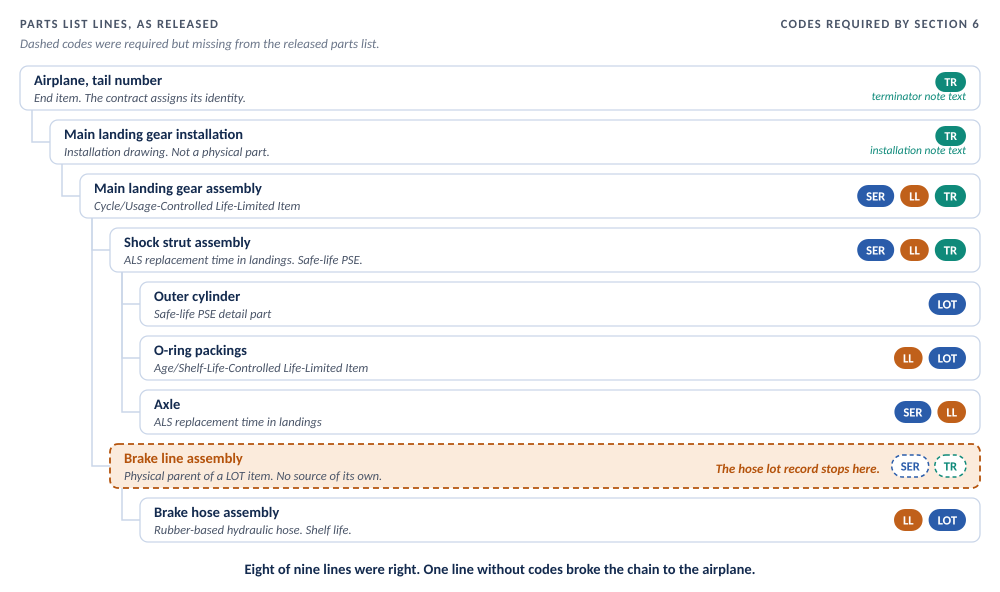 PARTS LIST LINES, AS RELEASED
CODES REQUIRED BY SECTION 6
Dashed codes were required but missing from the released parts list.
Airplane, tail number
TR
End item. The contract assigns its identity.
terminator note text
Main landing gear installation
TR
Installation drawing. Not a physical part.
installation note text
Main landing gear assembly
SER LL TR
Cycle/Usage-Controlled Life-Limited Item
Shock strut assembly
SER LL TR
ALS replacement time in landings. Safe-life PSE.
Outer cylinder
LOT
Safe-life PSE detail part
O-ring packings
LL LOT
Age/Shelf-Life-Controlled Life-Limited Item
Axle
SER LL
ALS replacement time in landings
Brake line assembly
The hose lot record stops here. SER TR
Physical parent of a LOT item. No source of its own.
Brake hose assembly
LL LOT
Rubber-based hydraulic hose. Shelf life.
Eight of nine lines were right. One line without codes broke the chain to the airplane.